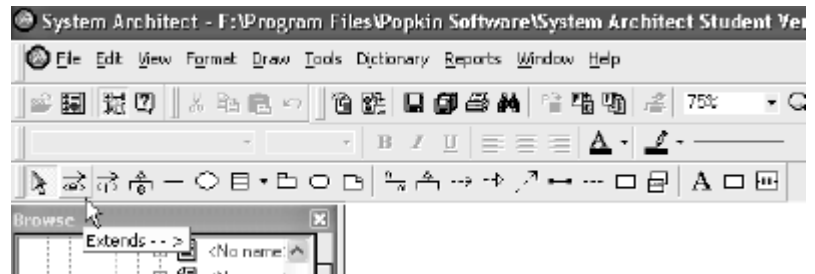 System Architect - F:\Program Files\Popkin Software\System Architect Student Ver
File Edit View Format Draw Tools Dictionary Reports Window Help
75%
B I U A
A
Browse
Extends - - >
<No name: